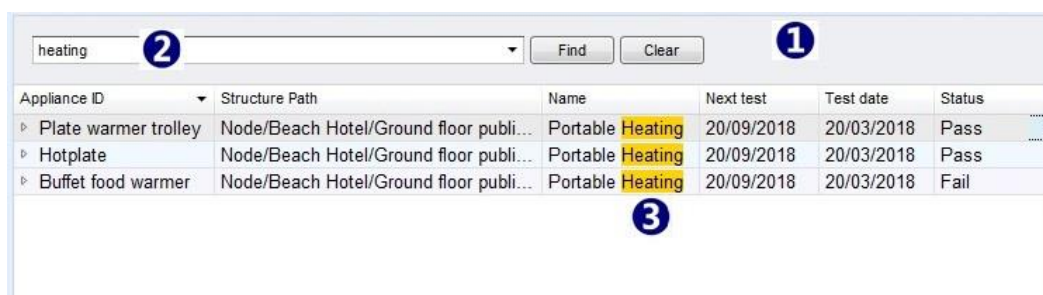 heating 2 Find Clear 1
Appliance ID Structure Path Name Next test Test date Status
Plate warmer trolley Node/Beach Hotel/Ground floor publi... Portable Heating 20/09/2018 20/03/2018 Pass
Hotplate Node/Beach Hotel/Ground floor publi... Portable Heating 20/09/2018 20/03/2018 Pass
Buffet food warmer Node/Beach Hotel/Ground floor publi... Portable Heating 20/09/2018 20/03/2018 Fail
3